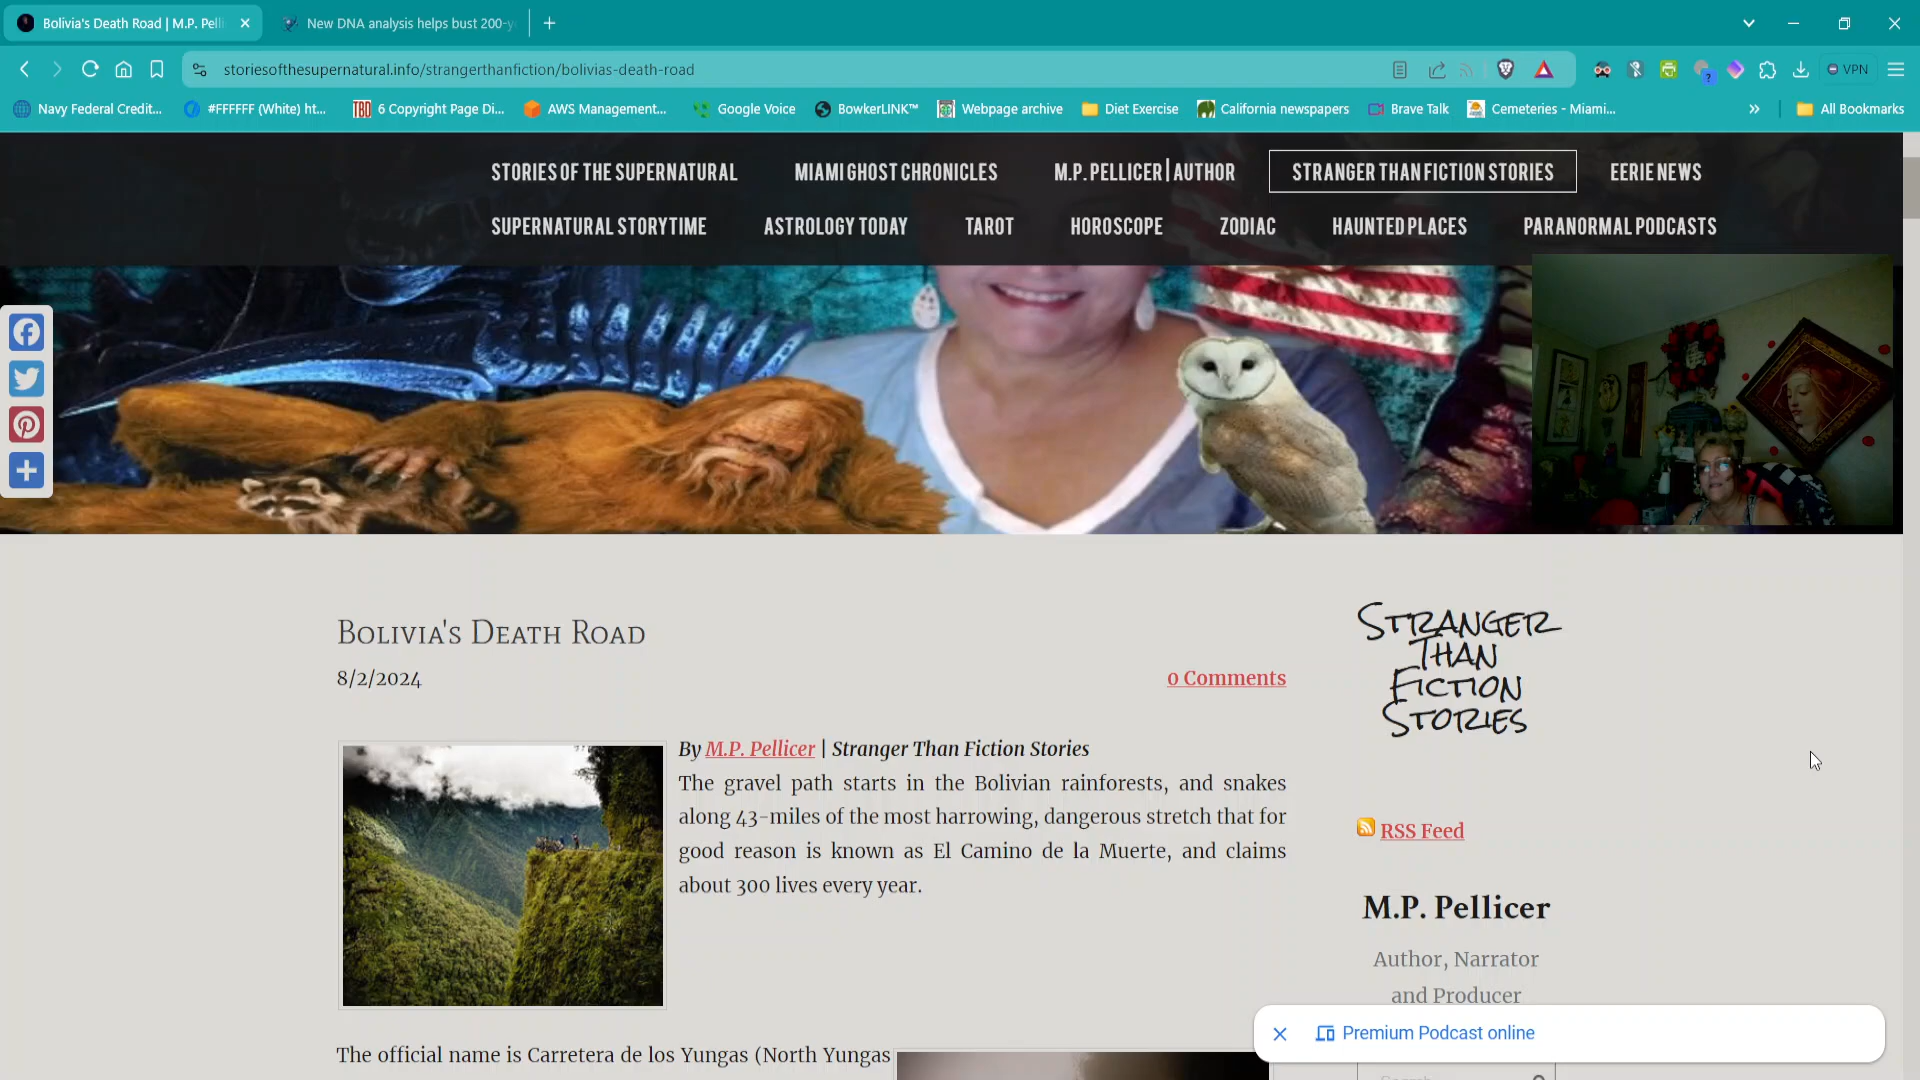 Bolivia's Death Road | M.P. Pell
New DNA analysis helps bust 200-y
storiesofthesupernatural.info/strangerthanfiction/bolivias-death-road
VPN
Navy Federal Credit...
#FFFFFF (White) ht...
TBD
6 Copyright Page Di...
AWS Management...
Google Voice
BowkerLINK™
Webpage archive
Diet Exercise
California newspapers
Brave Talk
Cemeteries - Miami...
»
All Bookmarks
STORIES OF THE SUPERNATURAL
MIAMI GHOST CHRONICLES
M.P. PELLICER | AUTHOR
STRANGER THAN FICTION STORIES
EERIE NEWS
SUPERNATURAL STORYTIME
ASTROLOGY TODAY
TAROT
HOROSCOPE
ZODIAC
HAUNTED PLACES
PARANORMAL PODCASTS
Bolivia's Death Road
8/2/2024
0 Comments
By M.P. Pellicer | Stranger Than Fiction Stories
The gravel path starts in the Bolivian rainforests, and snakes
along 43-miles of the most harrowing, dangerous stretch that for
good reason is known as El Camino de la Muerte, and claims
about 300 lives every year.
The official name is Carretera de los Yungas (North Yungas
Stranger
Than
Fiction
Stories
RSS Feed
M.P. Pellicer
Author, Narrator
and Producer
Premium Podcast online